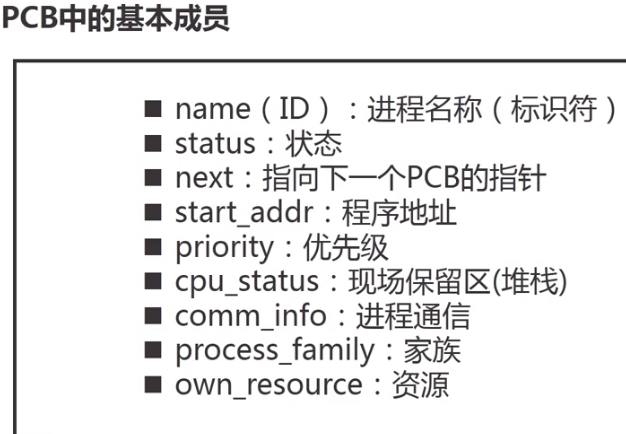 PCB中的基本成员
■ name（ID）：进程名称（标识符）
■ status：状态
■ next：指向下一个PCB的指针
■ start_addr：程序地址
■ priority：优先级
■ cpu_status：现场保留区(堆栈)
■ comm_info：进程通信
■ process_family：家族
■ own_resource：资源